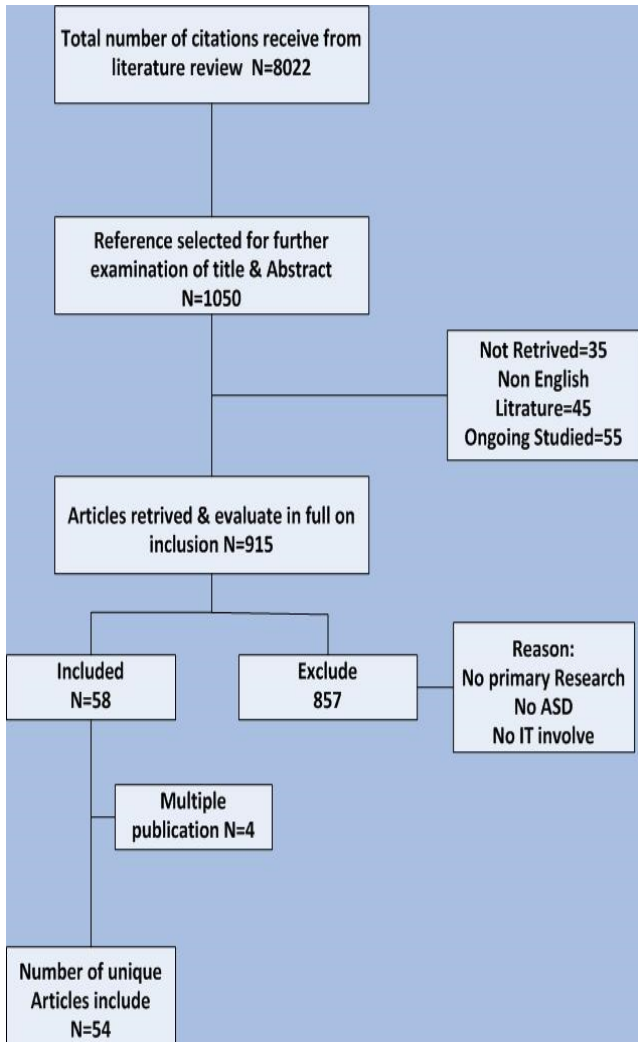 Total number of citations receive from
literature review N=8022
Reference selected for further
examination of title & Abstract
N=1050
Not Retrived=35
Non English
Litrature=45
Ongoing Studied=55
Articles retrived & evaluate in full on
inclusion N=915
Included
N=58
Exclude
857
Reason:
No primary Research
No ASD
No IT involve
Multiple
publication N=4
Number of unique
Articles include
N=54